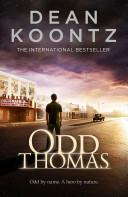 DEAN
KOONTZ
THE INTERNATIONAL BESTSELLER
ODD
THOMAS
Odd by name. A hero by nature.